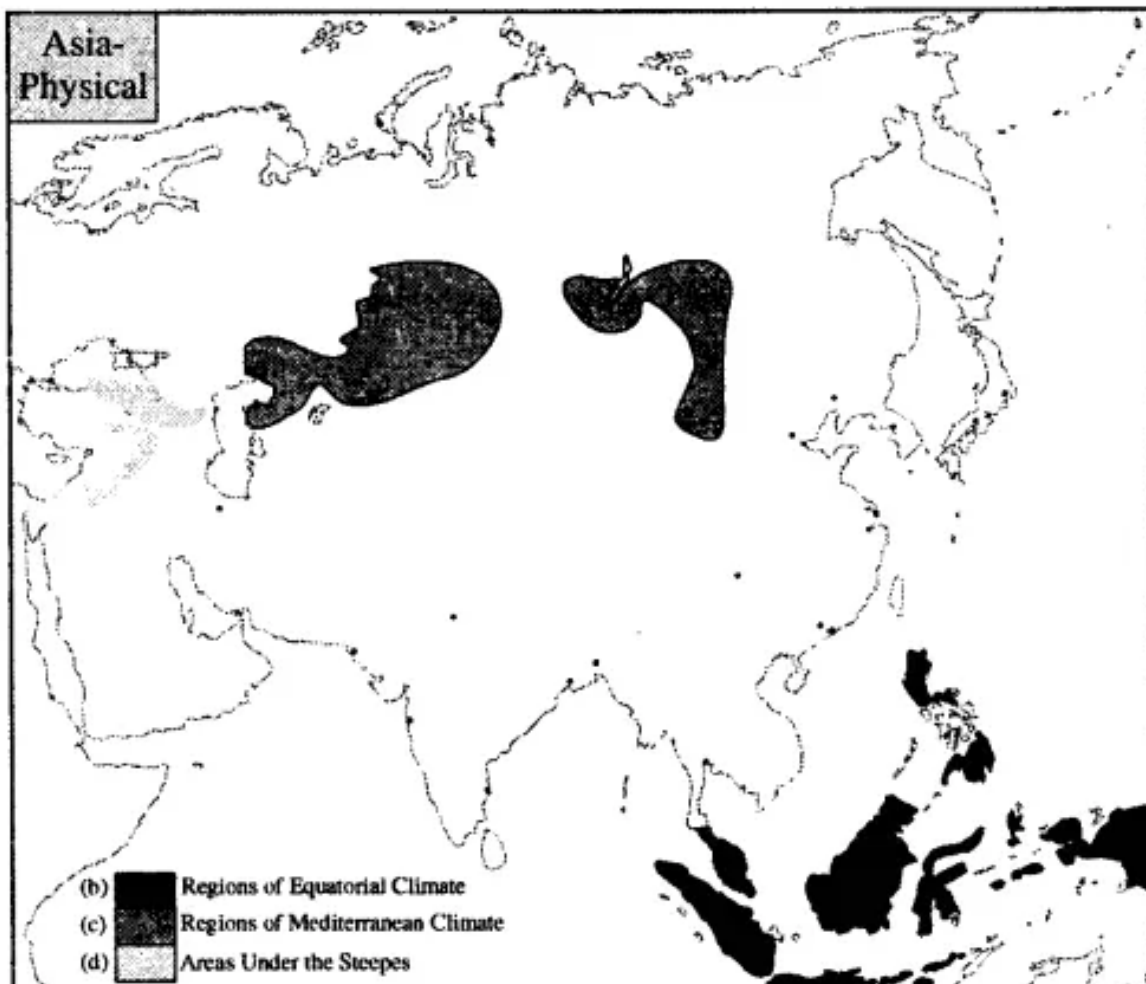 Asia-
Physical
(b) Regions of Equatorial Climate
(c) Regions of Mediterranean Climate
(d) Areas Under the Steepes